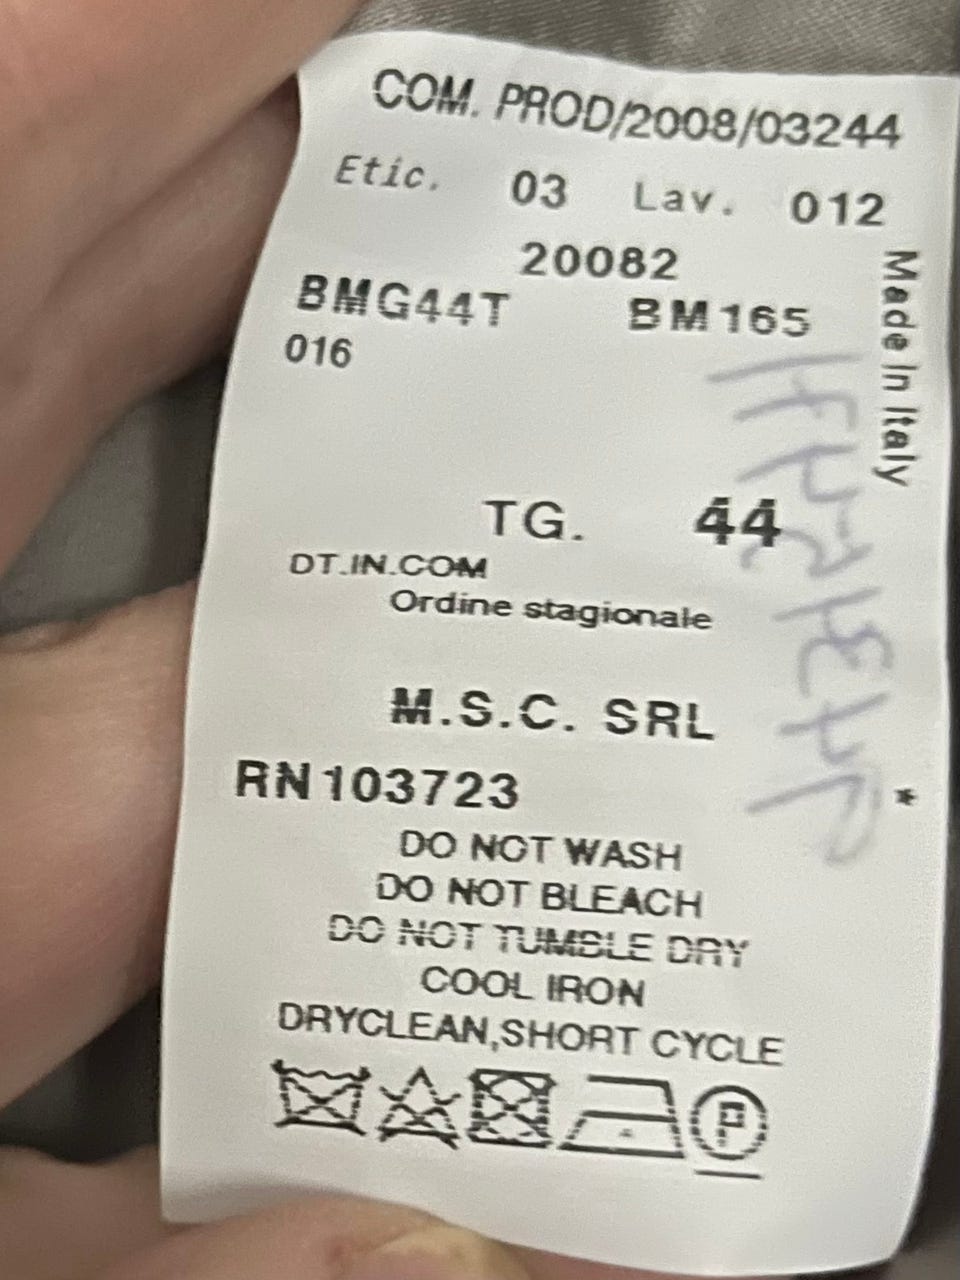 COM. PROD/2008/03244
Etic. 03 Lav. 012
20082
BMG44T BM165
016
Made In Italy
TG. 44
DT.IN.COM
Ordine stagionale
M.S.C. SRL
RN103723
*
DO NOT WASH
DO NOT BLEACH
DO NOT TUMBLE DRY
COOL IRON
DRYCLEAN,SHORT CYCLE
P